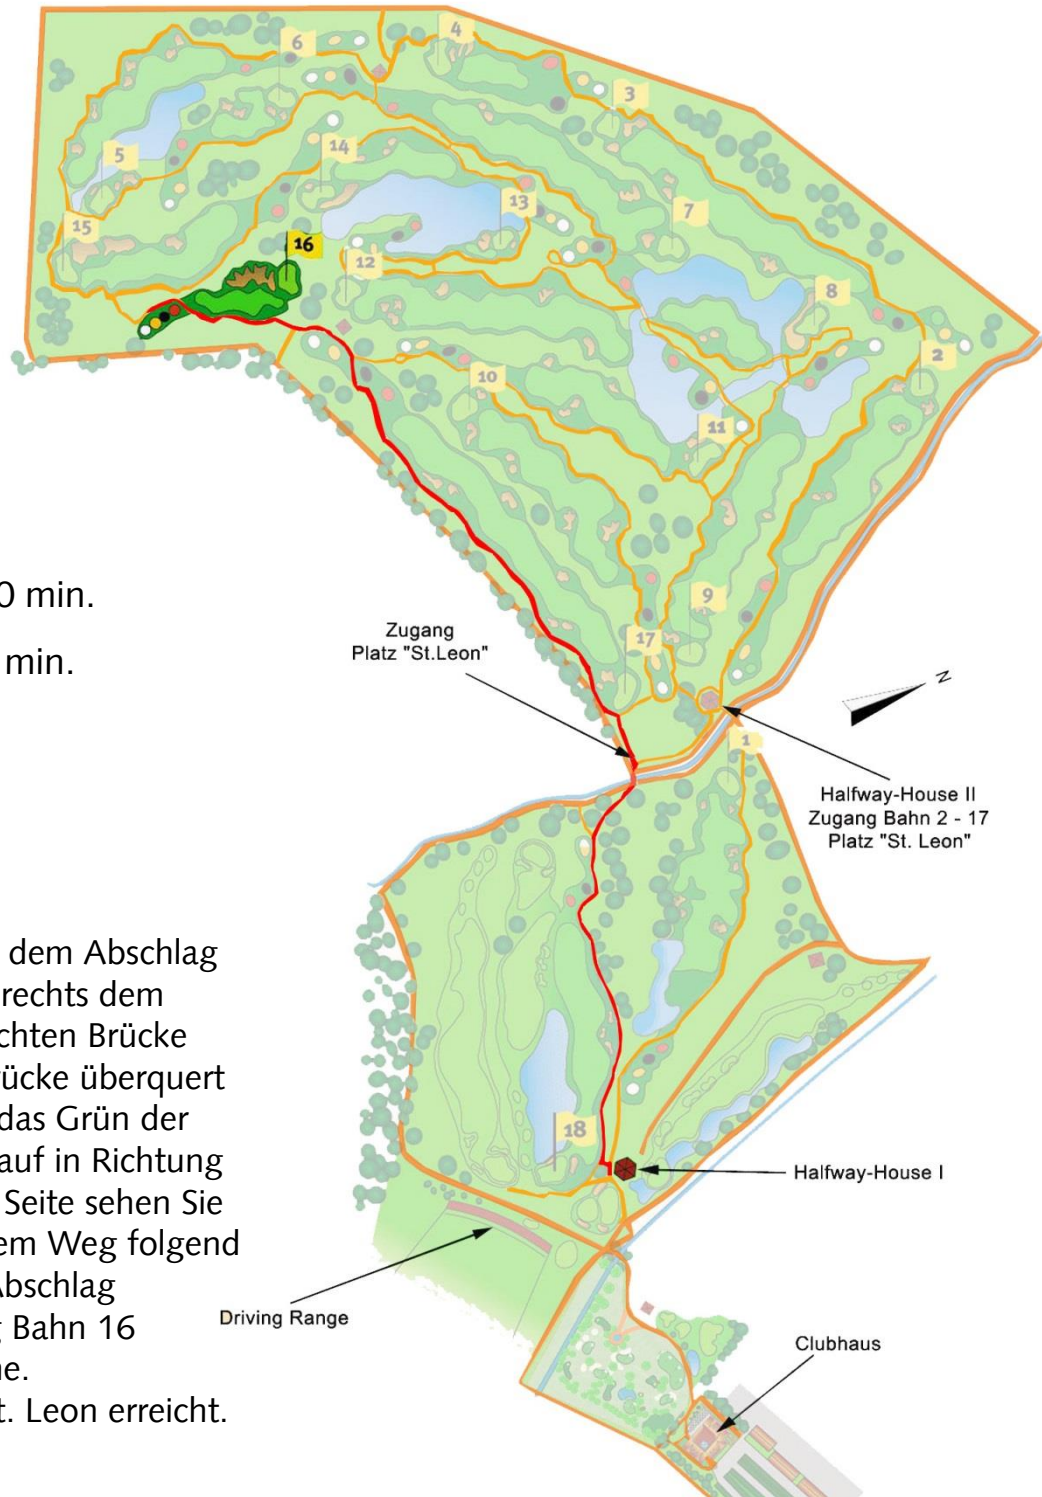 6
4
3
5
14
13
7
15
16
12
8
2
10
11
9
17
0 min.
min.
Zugang
Platz "St.Leon"
N
1
Halfway-House II
Zugang Bahn 2 - 17
Platz "St. Leon"
dem Abschlag
rechts dem
chten Brücke
rücke überquert
das Grün der
auf in Richtung
Seite sehen Sie
em Weg folgend
Abschlag
g Bahn 16
ne.
t. Leon erreicht.
18
Halfway-House I
Driving Range
Clubhaus